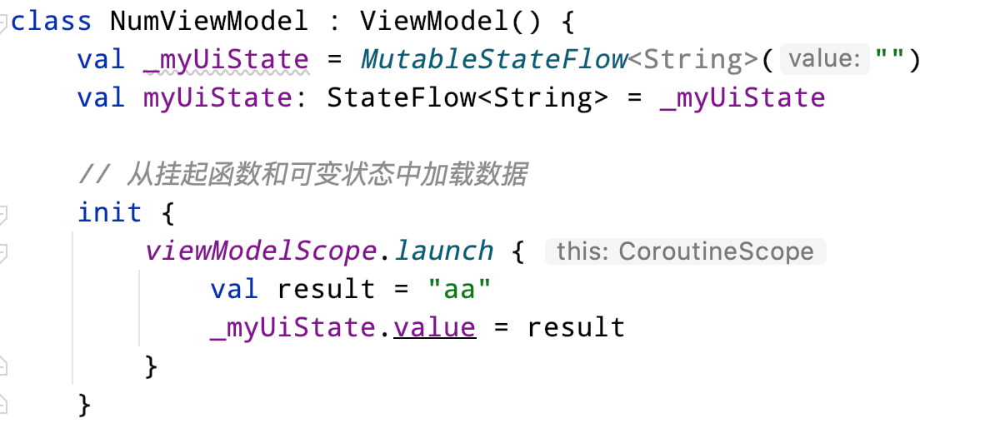 class NumViewModel : ViewModel() {
val _myUiState = MutableStateFlow<String>( value: "")
val myUiState: StateFlow<String> = _myUiState
// 从挂起函数和可变状态中加载数据
init {
viewModelScope.launch { this: CoroutineScope
val result = "aa"
_myUiState.value = result
}
}